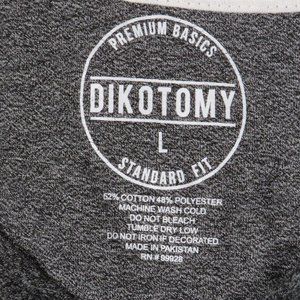 PREMIUM BASICS
DIKOTOMY
L
STANDARD FIT
52% COTTON 48% POLYESTER
MACHINE WASH COLD
DO NOT BLEACH
TUMBLE DRY LOW
DO NOT IRON IF DECORATED
MADE IN PAKISTAN
RN # 99928